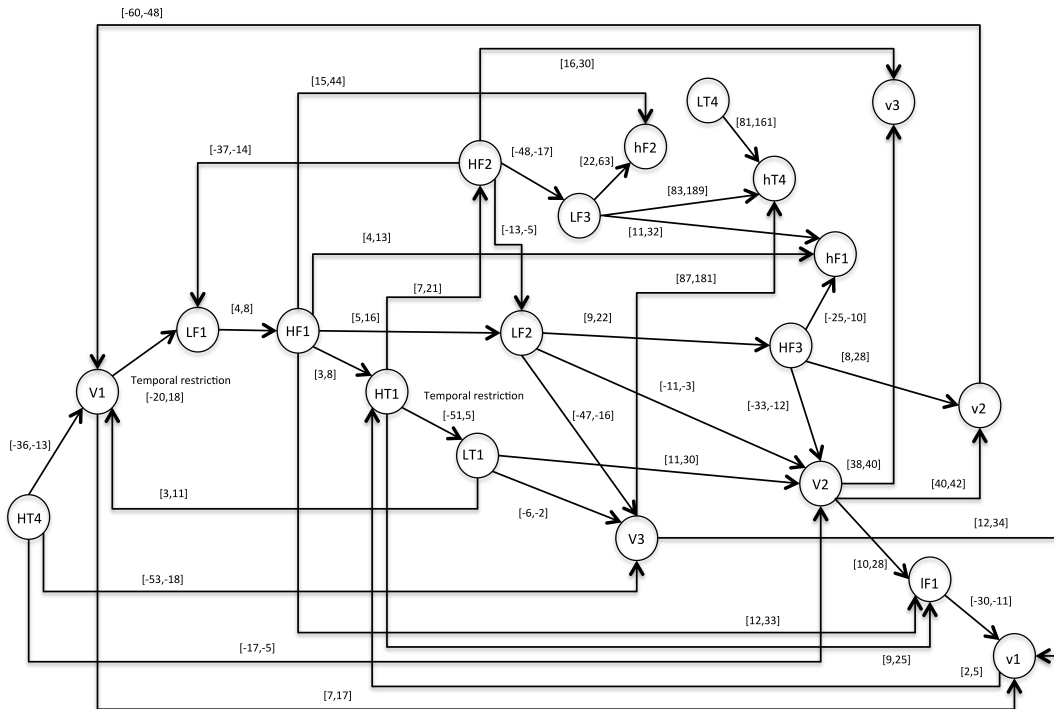 [-60,-48]
[16,30]
[15,44]
LT4
v3
[81,161]
hF2
[-37,-14]
HF2
[-48,-17]
[22,63]
hT4
[83,189]
LF3
[-13,-5]
[11,32]
[4,13]
hF1
[7,21]
[87,181]
[4,8]
LF1
HF1
[5,16]
LF2
[9,22]
HF3
[-25,-10]
[8,28]
[3,8]
Temporal restriction
[-20,18]
V1
HT1
Temporal restriction
[-51,5]
[-11,-3]
[-33,-12]
v2
[-36,-13]
LT1
[-47,-16]
[11,30]
[38,40]
V2
[40,42]
[3,11]
HT4
[-6,-2]
V3
[12,34]
[10,28]
[-53,-18]
lF1
[-30,-11]
[12,33]
[-17,-5]
[9,25]
v1
[2,5]
[7,17]